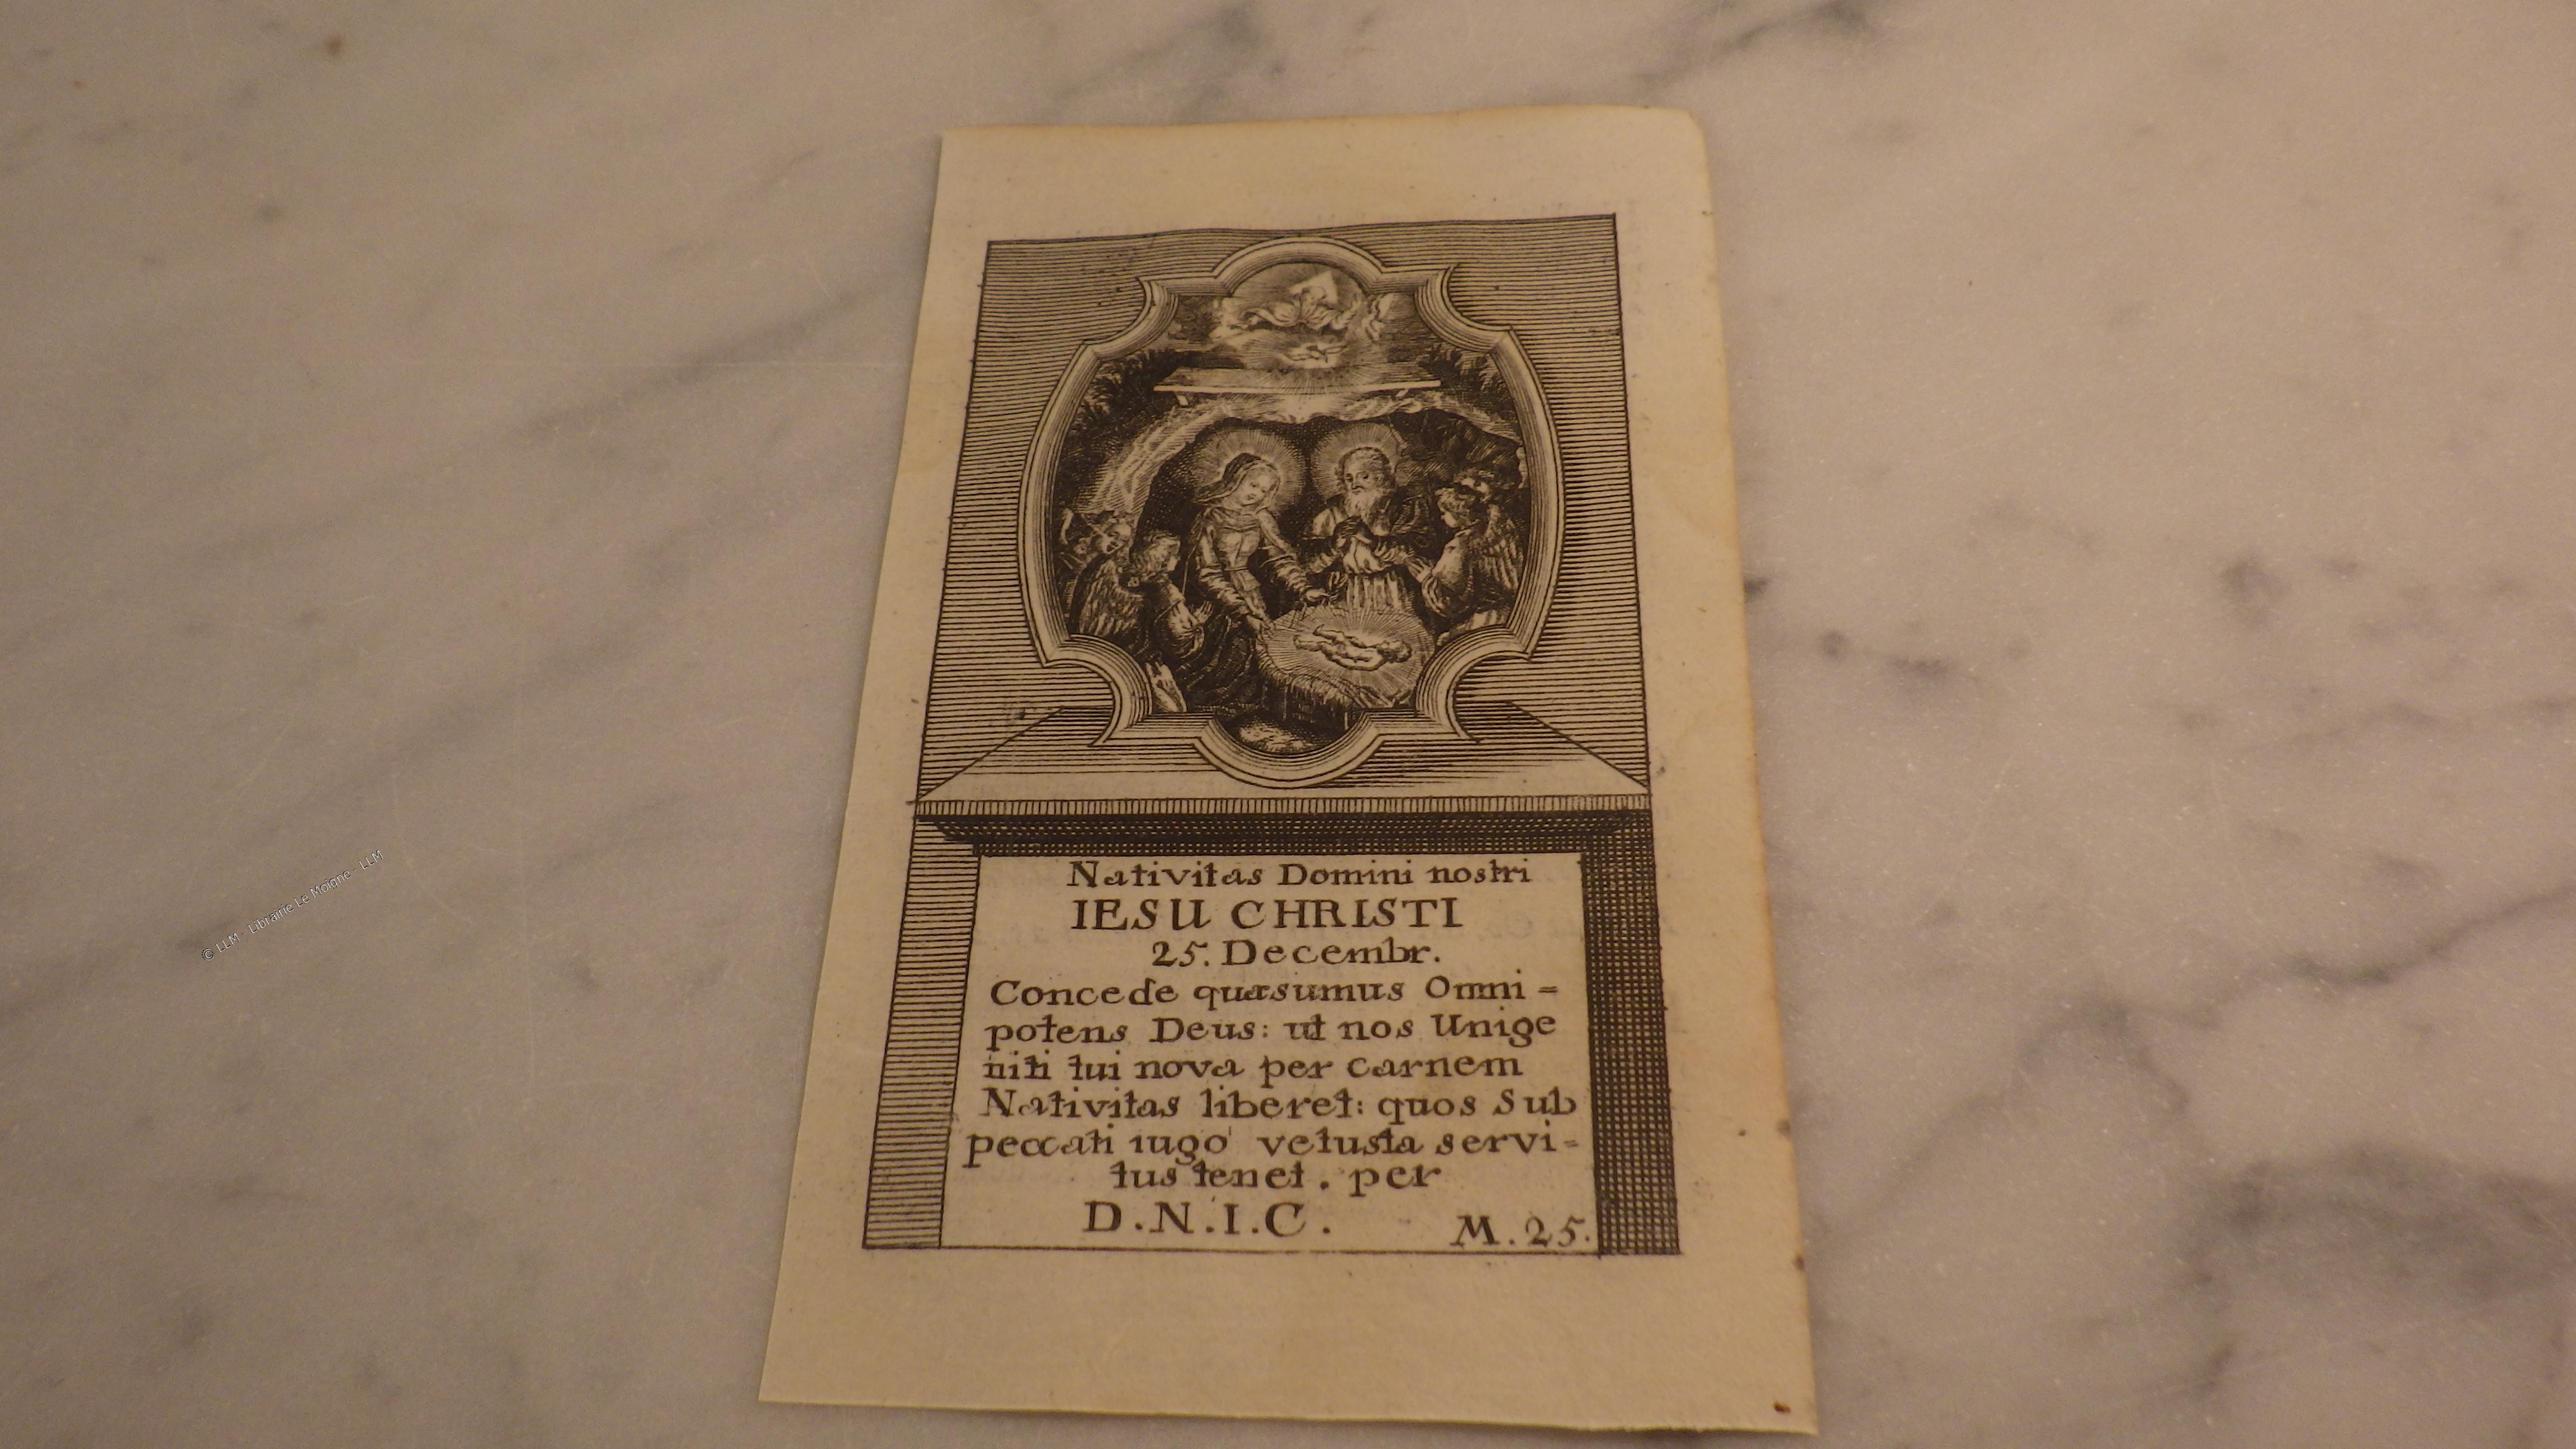 Nativitas Domini nostri
IESU CHRISTI
25. Decembr.
Concede quæsumus Omni=
potens Deus: ut nos Unige
niti tui nova per carnem
Nativitas liberet: quos Sub
peccati iugo vetusta servi=
tus tenet. per
D.N.I.C. M.25.
© LLM - Librairie Le Moigne - LLM